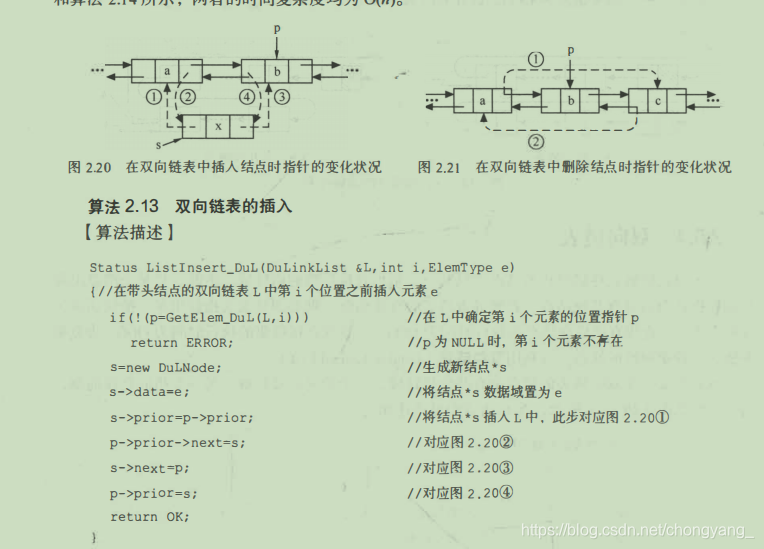 和算法 2.14 所示，两者的时间复杂度均为 O(n)。
p
a
b
① ② ④ ③
x
s
图 2.20 在双向链表中插入结点时指针的变化状况
p
①
a
b
c
②
图 2.21 在双向链表中删除结点时指针的变化状况
算法 2.13 双向链表的插入
【算法描述】
Status ListInsert_DuL(DuLinkList &L,int i,ElemType e)
{//在带头结点的双向链表 L 中第 i 个位置之前插入元素 e
if(!(p=GetElem_DuL(L,i))) //在 L 中确定第 i 个元素的位置指针 p
return ERROR; //p 为 NULL 时，第 i 个元素不存在
s=new DuLNode; //生成新结点*s
s->data=e; //将结点*s 数据域置为 e
s->prior=p->prior; //将结点*s 插入 L 中，此步对应图 2.20①
p->prior->next=s; //对应图 2.20②
s->next=p; //对应图 2.20③
p->prior=s; //对应图 2.20④
return OK;
}
https://blog.csdn.net/chongyang_